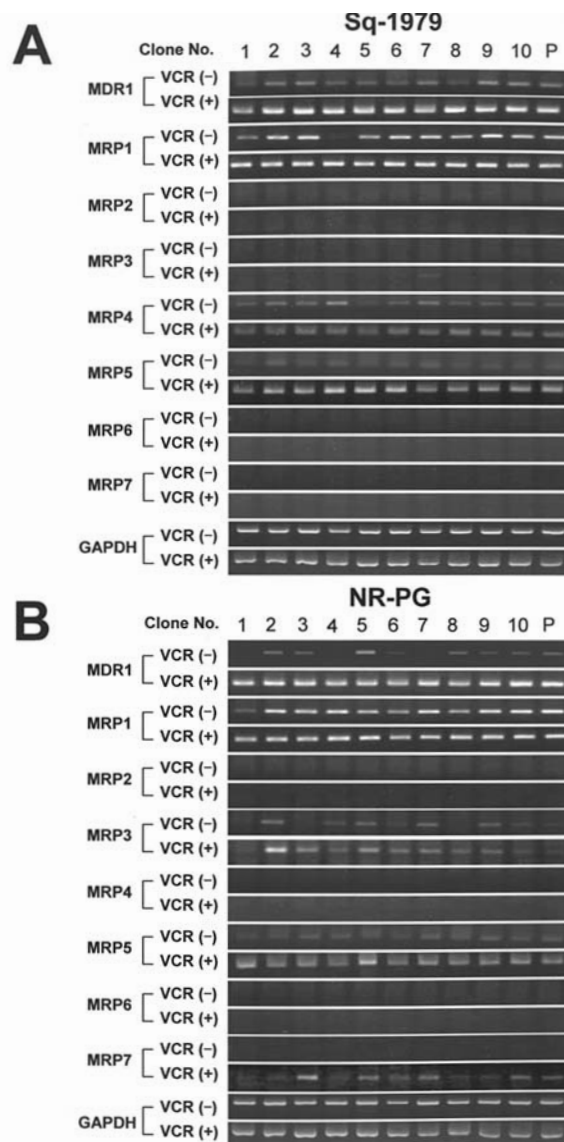 A
Sq-1979
Clone No. 1 2 3 4 5 6 7 8 9 10 P
MDR1
VCR (–)
VCR (+)
MRP1
VCR (–)
VCR (+)
MRP2
VCR (–)
VCR (+)
MRP3
VCR (–)
VCR (+)
MRP4
VCR (–)
VCR (+)
MRP5
VCR (–)
VCR (+)
MRP6
VCR (–)
VCR (+)
MRP7
VCR (–)
VCR (+)
GAPDH
VCR (–)
VCR (+)
B
NR-PG
Clone No. 1 2 3 4 5 6 7 8 9 10 P
MDR1
VCR (–)
VCR (+)
MRP1
VCR (–)
VCR (+)
MRP2
VCR (–)
VCR (+)
MRP3
VCR (–)
VCR (+)
MRP4
VCR (–)
VCR (+)
MRP5
VCR (–)
VCR (+)
MRP6
VCR (–)
VCR (+)
MRP7
VCR (–)
VCR (+)
GAPDH
VCR (–)
VCR (+)